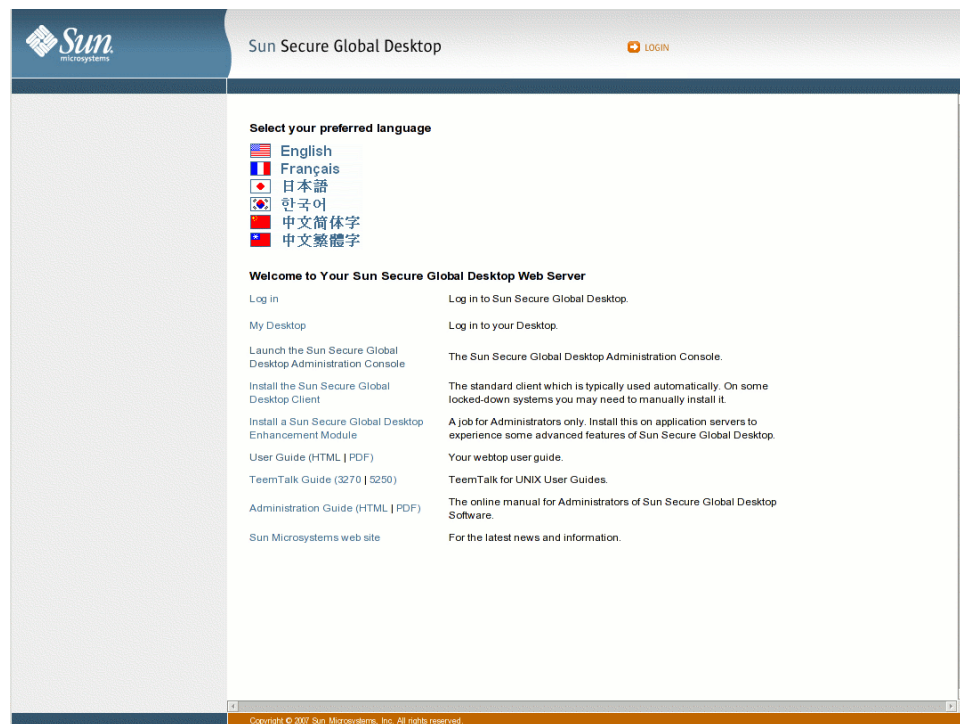 Sun
microsystems
Sun Secure Global Desktop
LOGIN
Select your preferred language
English
Français
日本語
한국어
中文简体字
中文繁體字
Welcome to Your Sun Secure Global Desktop Web Server
Log in
Log in to Sun Secure Global Desktop.
My Desktop
Log in to your Desktop.
Launch the Sun Secure Global
Desktop Administration Console
The Sun Secure Global Desktop Administration Console.
Install the Sun Secure Global
Desktop Client
The standard client which is typically used automatically. On some
locked-down systems you may need to manually install it.
Install a Sun Secure Global Desktop
Enhancement Module
A job for Administrators only. Install this on application servers to
experience some advanced features of Sun Secure Global Desktop.
User Guide (HTML | PDF)
Your webtop user guide.
TeemTalk Guide (3270 | 5250)
TeemTalk for UNIX User Guides.
Administration Guide (HTML | PDF)
The online manual for Administrators of Sun Secure Global Desktop
Software.
Sun Microsystems web site
For the latest news and information.
Copyright © 2007 Sun Microsystems, Inc. All rights reserved.